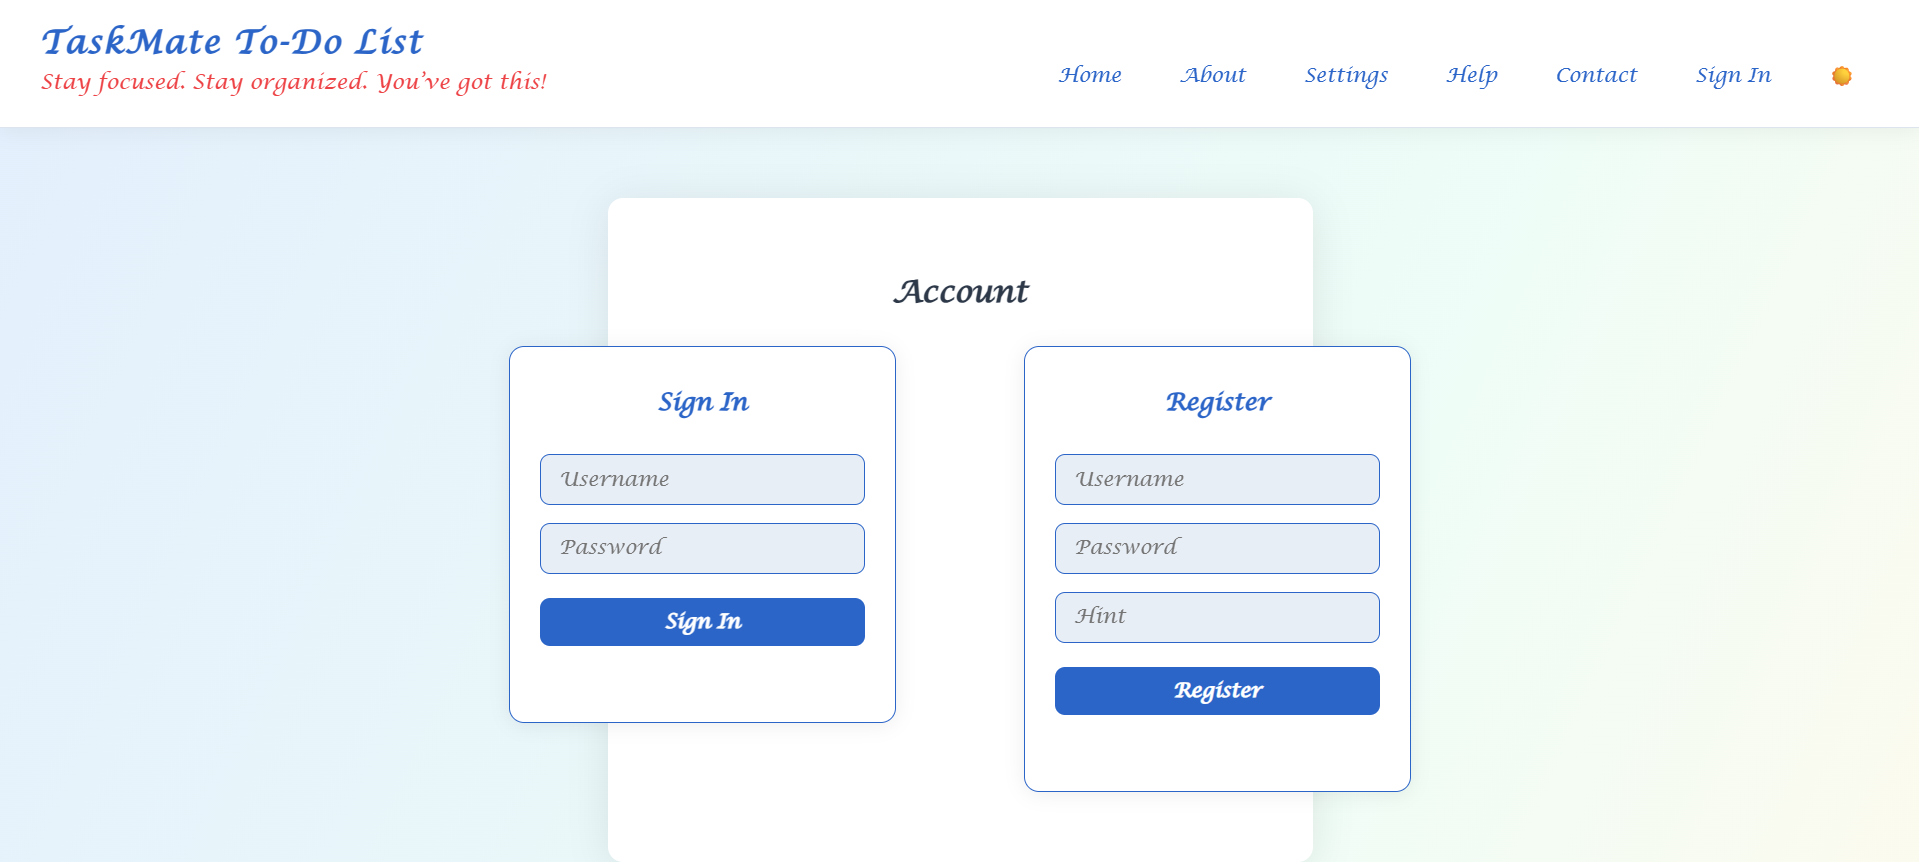 TaskMate To-Do List
Stay focused. Stay organized. You’ve got this!
Home About Settings Help Contact Sign In
Account
Sign In
Username
Password
Sign In
Register
Username
Password
Hint
Register